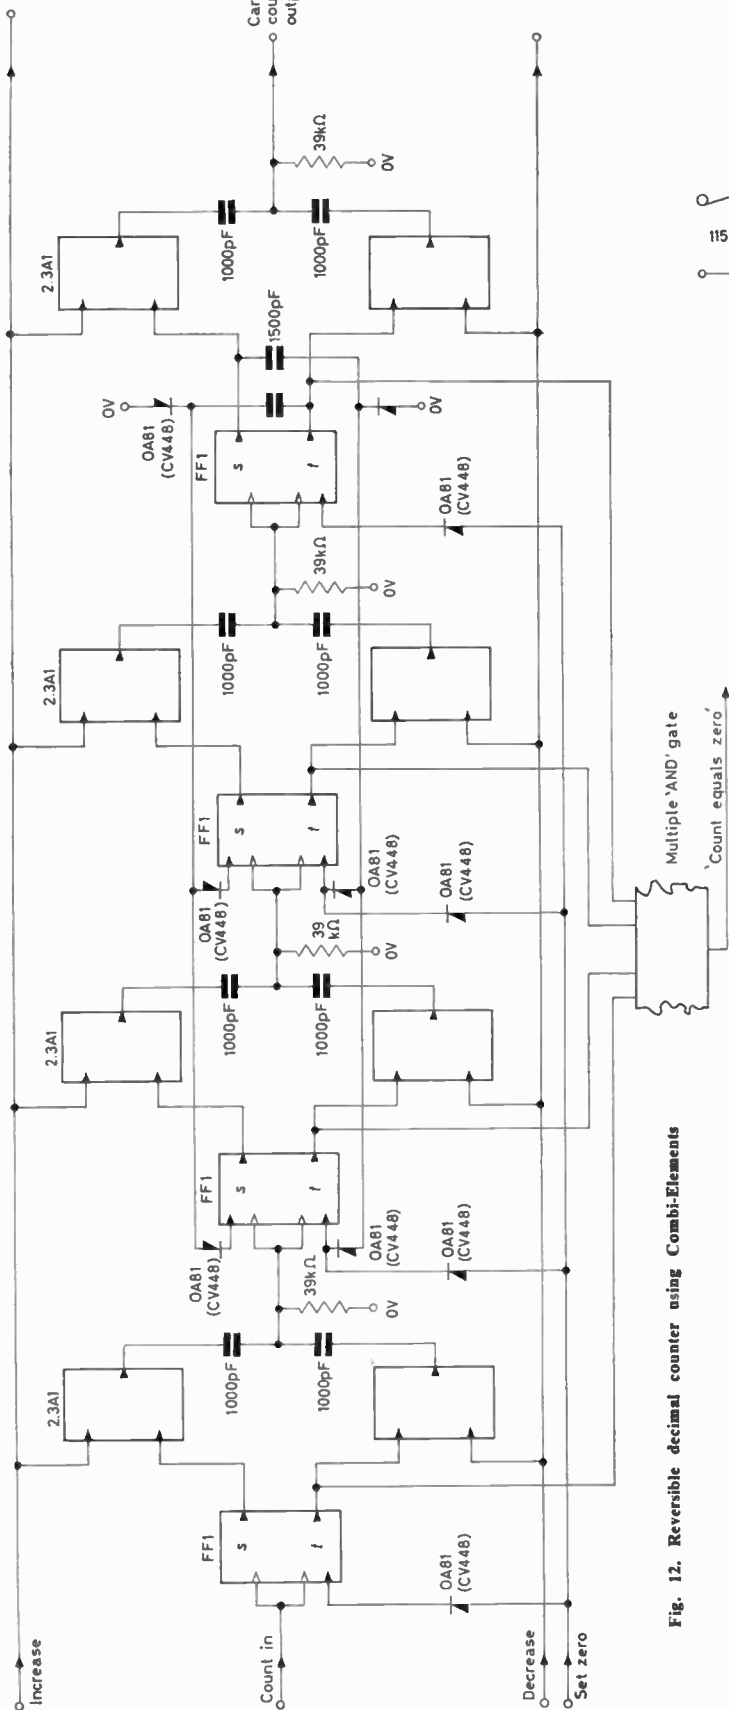 Increase
Count in
Decrease
Set zero
FF1
s
t
OA81
(CV448)
2.3A1
1000pF
1000pF
39kΩ
0V
OA81
(CV448)
FF1
s
t
OA81
(CV448)
OA81
(CV448)
2.3A1
1000pF
1000pF
39
kΩ
0V
OA81
(CV448)
FF1
s
t
OA81
(CV448)
OA81
(CV448)
2.3A1
1000pF
1000pF
39kΩ
0V
0V
OA81
(CV448)
FF1
s
t
1500pF
0V
OA81
(CV448)
2.3A1
1000pF
1000pF
39kΩ
0V
Car
cou
outp
Multiple 'AND' gate
'Count equals zero'
115
Fig. 12. Reversible decimal counter using Combi-Elements